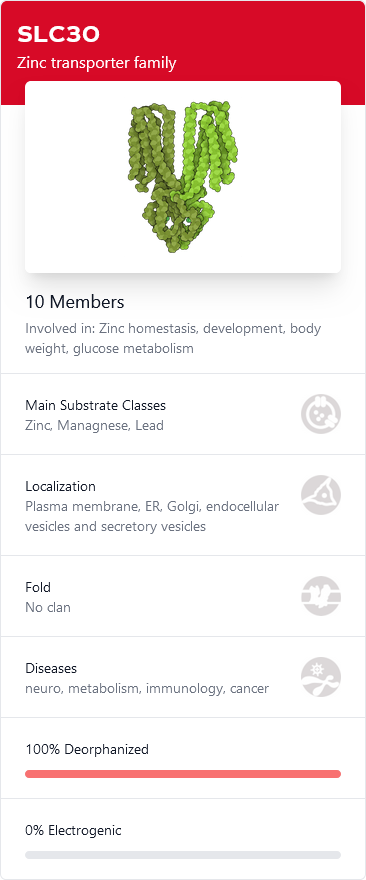 SLC30
Zinc transporter family
10 Members
Involved in: Zinc homestasis, development, body
weight, glucose metabolism
Main Substrate Classes
Zinc, Managnese, Lead
Localization
Plasma membrane, ER, Golgi, endocellular
vesicles and secretory vesicles
Fold
No clan
Diseases
neuro, metabolism, immunology, cancer
100% Deorphanized
0% Electrogenic